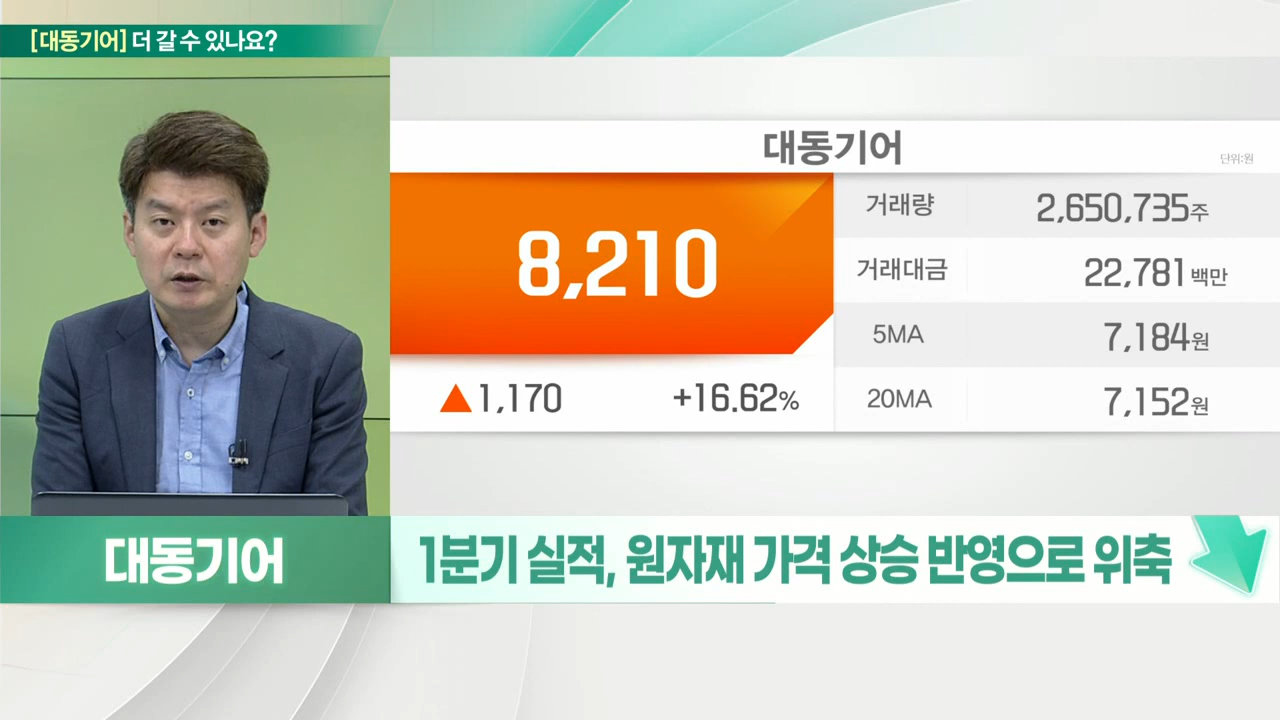 [대동기어] 더 갈 수 있나요?
대동기어
단위:원
8,210
▲1,170 +16.62%
거래량 2,650,735주
거래대금 22,781백만
5MA 7,184원
20MA 7,152원
대동기어
1분기 실적, 원자재 가격 상승 반영으로 위축